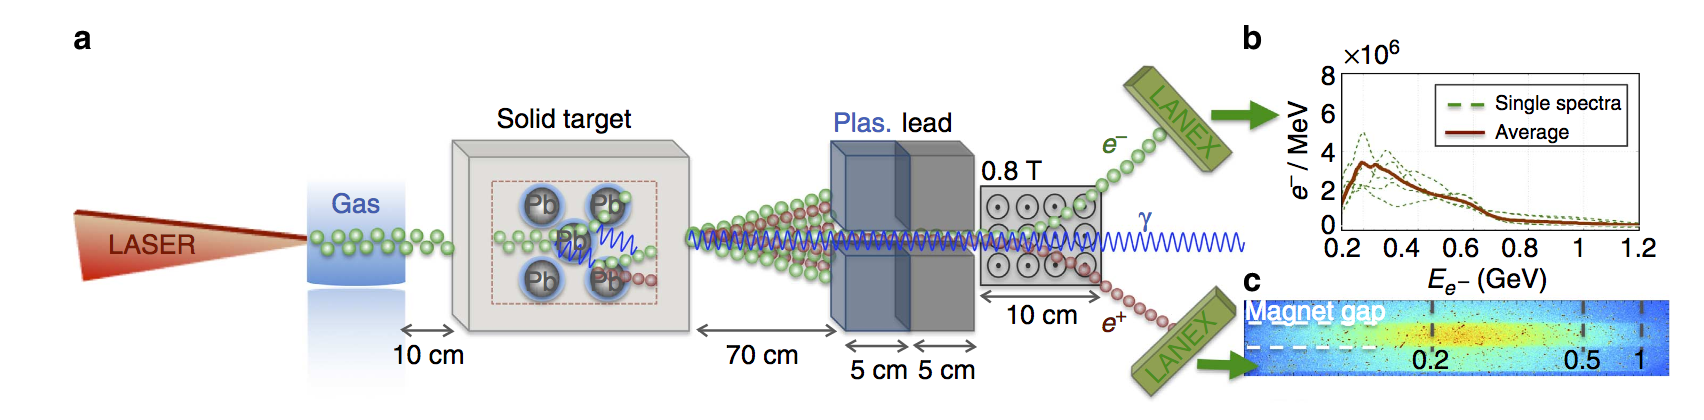 a
LASER
Gas
10 cm
Solid target
Pb
Pb
Pb
Pb
Pb
70 cm
Plas. lead
5 cm 5 cm
0.8 T
10 cm
e⁻
γ
e⁺
LANEX
LANEX
b
×10⁶
e⁻ / MeV
8
6
4
2
0
Single spectra
Average
0.2 0.4 0.6 0.8 1 1.2
E_e⁻ (GeV)
c
Magnet gap
0.2 0.5 1